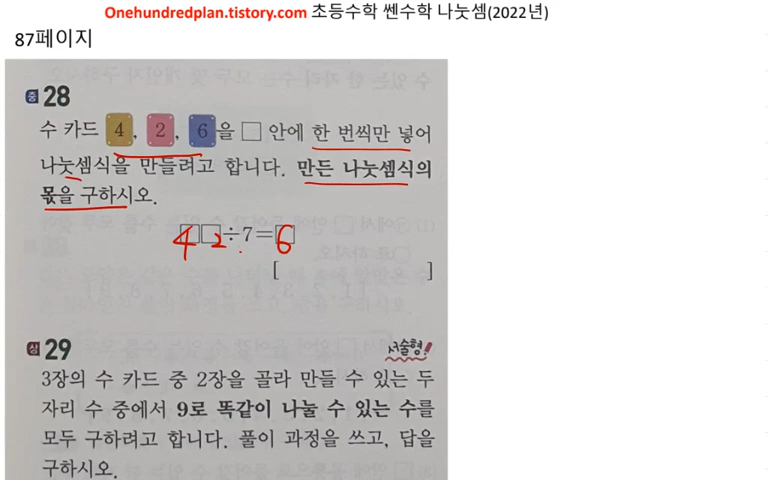 Onehundredplan.tistory.com 초등수학 쎈수학 나눗셈(2022년)
87페이지
중 28
수 카드 4, 2, 6을 □ 안에 한 번씩만 넣어
나눗셈식을 만들려고 합니다. 만든 나눗셈식의
몫을 구하시오.
42÷7=6
[ ]
상 29
서술형!
3장의 수 카드 중 2장을 골라 만들 수 있는 두
자리 수 중에서 9로 똑같이 나눌 수 있는 수를
모두 구하려고 합니다. 풀이 과정을 쓰고, 답을
구하시오.